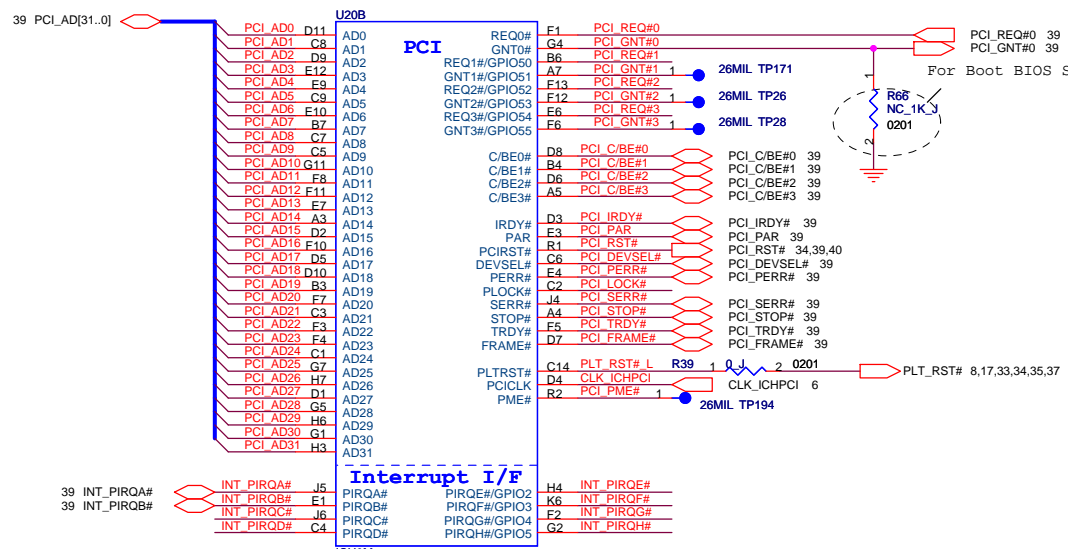 U20B
39 PCI_AD[31..0]
PCI
PCI_AD0 D11 AD0
PCI_AD1 C8 AD1
PCI_AD2 D9 AD2
PCI_AD3 E12 AD3
PCI_AD4 E9 AD4
PCI_AD5 C9 AD5
PCI_AD6 E10 AD6
PCI_AD7 B7 AD7
PCI_AD8 C7 AD8
PCI_AD9 C5 AD9
PCI_AD10 G11 AD10
PCI_AD11 F8 AD11
PCI_AD12 F11 AD12
PCI_AD13 E7 AD13
PCI_AD14 A3 AD14
PCI_AD15 D2 AD15
PCI_AD16 F10 AD16
PCI_AD17 D5 AD17
PCI_AD18 D10 AD18
PCI_AD19 B3 AD19
PCI_AD20 F7 AD20
PCI_AD21 C3 AD21
PCI_AD22 F3 AD22
PCI_AD23 F4 AD23
PCI_AD24 C1 AD24
PCI_AD25 G7 AD25
PCI_AD26 H7 AD26
PCI_AD27 D1 AD27
PCI_AD28 G5 AD28
PCI_AD29 H6 AD29
PCI_AD30 G1 AD30
PCI_AD31 H3 AD31
REQ0# F1 PCI_REQ#0 PCI_REQ#0 39
GNT0# G4 PCI_GNT#0 PCI_GNT#0 39
REQ1#/GPIO50 B6 PCI_REQ#1
GNT1#/GPIO51 A7 PCI_GNT#1 1 26MIL TP171
REQ2#/GPIO52 F13 PCI_REQ#2
GNT2#/GPIO53 F12 PCI_GNT#2 1 26MIL TP26
REQ3#/GPIO54 E6 PCI_REQ#3
GNT3#/GPIO55 F6 PCI_GNT#3 1 26MIL TP28
For Boot BIOS S
1
R66
NC_1K_J
0201
2
C/BE0# D8 PCI_C/BE#0 PCI_C/BE#0 39
C/BE1# B4 PCI_C/BE#1 PCI_C/BE#1 39
C/BE2# D6 PCI_C/BE#2 PCI_C/BE#2 39
C/BE3# A5 PCI_C/BE#3 PCI_C/BE#3 39
IRDY# D3 PCI_IRDY# PCI_IRDY# 39
PAR E3 PCI_PAR PCI_PAR 39
PCIRST# R1 PCI_RST# PCI_RST# 34,39,40
DEVSEL# C6 PCI_DEVSEL# PCI_DEVSEL# 39
PERR# E4 PCI_PERR# PCI_PERR# 39
PLOCK# C2 PCI_LOCK#
SERR# J4 PCI_SERR# PCI_SERR# 39
STOP# A4 PCI_STOP# PCI_STOP# 39
TRDY# F5 PCI_TRDY# PCI_TRDY# 39
FRAME# D7 PCI_FRAME# PCI_FRAME# 39
PLTRST# C14 PLT_RST#_L R39 1 0_J 2 0201 PLT_RST# 8,17,33,34,35,37
PCICLK D4 CLK_ICHPCI CLK_ICHPCI 6
PME# R2 PCI_PME# 1 26MIL TP194
Interrupt I/F
39 INT_PIRQA# INT_PIRQA# J5 PIRQA#
39 INT_PIRQB# INT_PIRQB# E1 PIRQB#
INT_PIRQC# J6 PIRQC#
INT_PIRQD# C4 PIRQD#
PIRQE#/GPIO2 H4 INT_PIRQE#
PIRQF#/GPIO3 K6 INT_PIRQF#
PIRQG#/GPIO4 F2 INT_PIRQG#
PIRQH#/GPIO5 G2 INT_PIRQH#